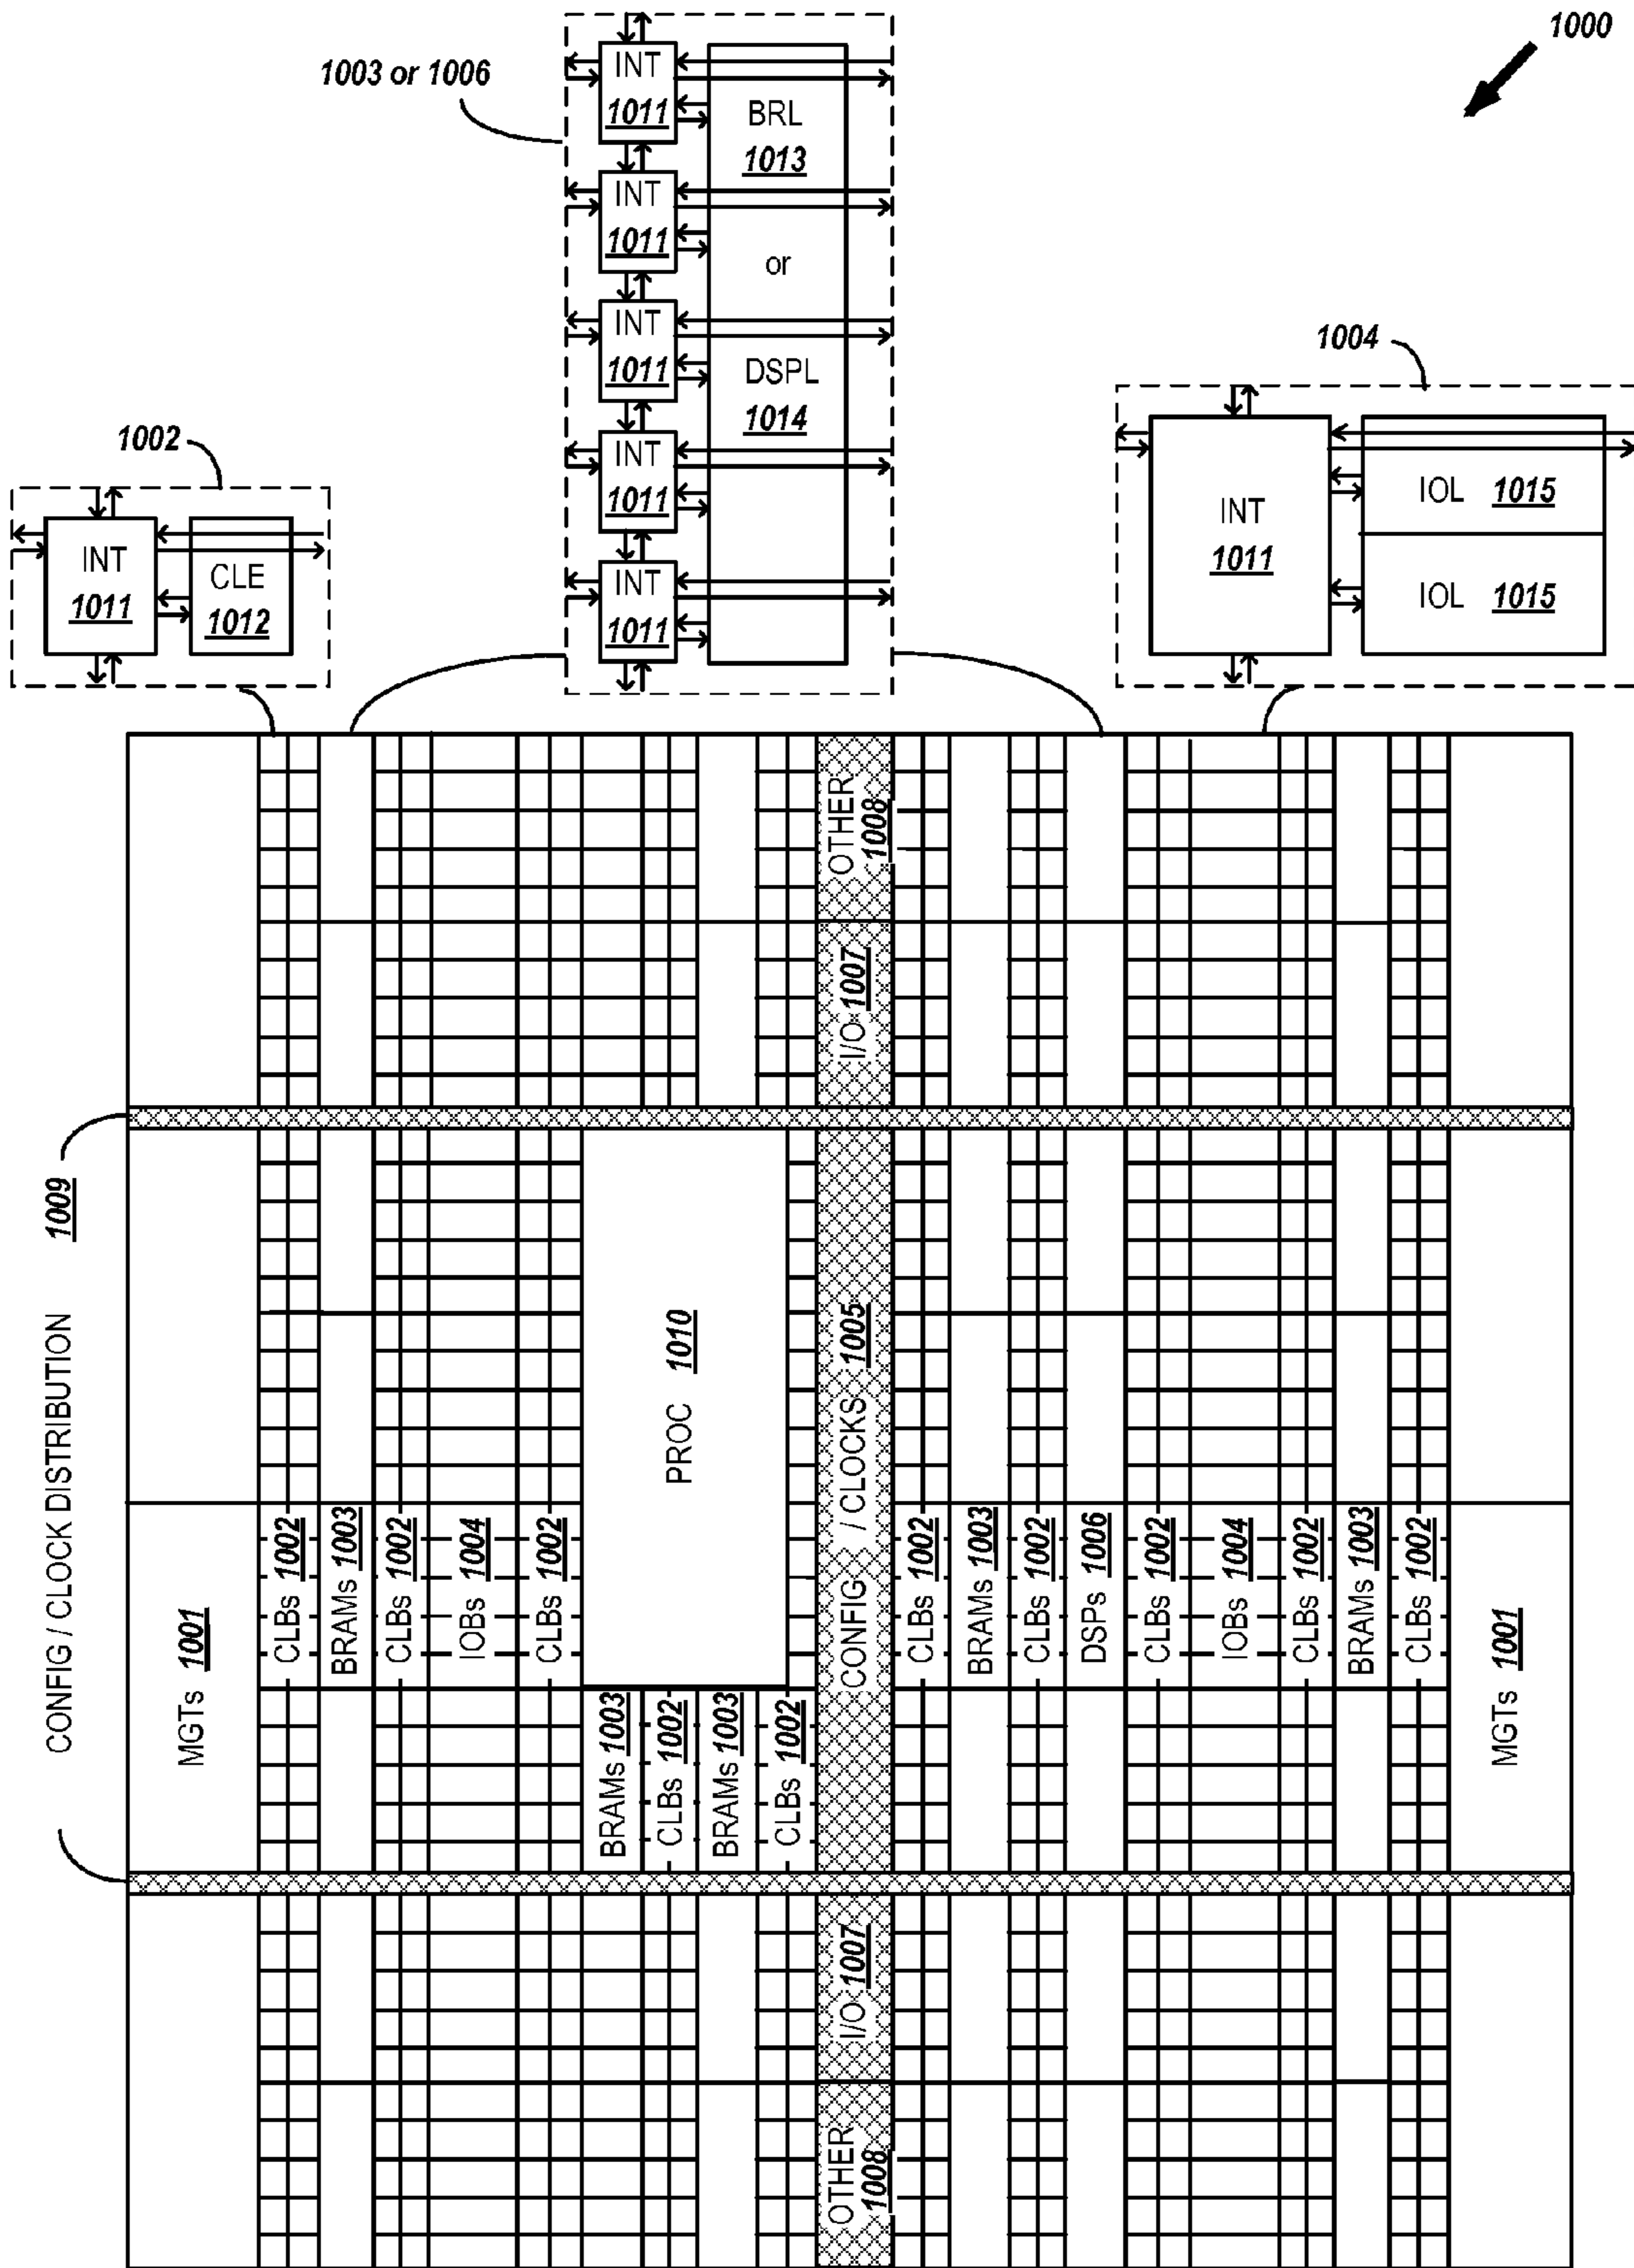 1000
1003 or 1006
INT
1011
INT
1011
INT
1011
INT
1011
INT
1011
BRL
1013
or
DSPL
1014
1004
INT
1011
IOL 1015
IOL 1015
1002
INT
1011
CLE
1012
OTHER
1008
I/O 1007
CONFIG / CLOCK DISTRIBUTION 1009
MGTs 1001
CLBs 1002
BRAMs 1003
CLBs 1002
IOBs 1004
CLBs 1002
PROC 1010
BRAMs 1003
CLBs 1002
BRAMs 1003
CLBs 1002
CONFIG / CLOCKS 1005
CLBs 1002
BRAMs 1003
CLBs 1002
DSPs 1006
CLBs 1002
IOBs 1004
CLBs 1002
BRAMs 1003
CLBs 1002
MGTs 1001
I/O 1007
OTHER
1008